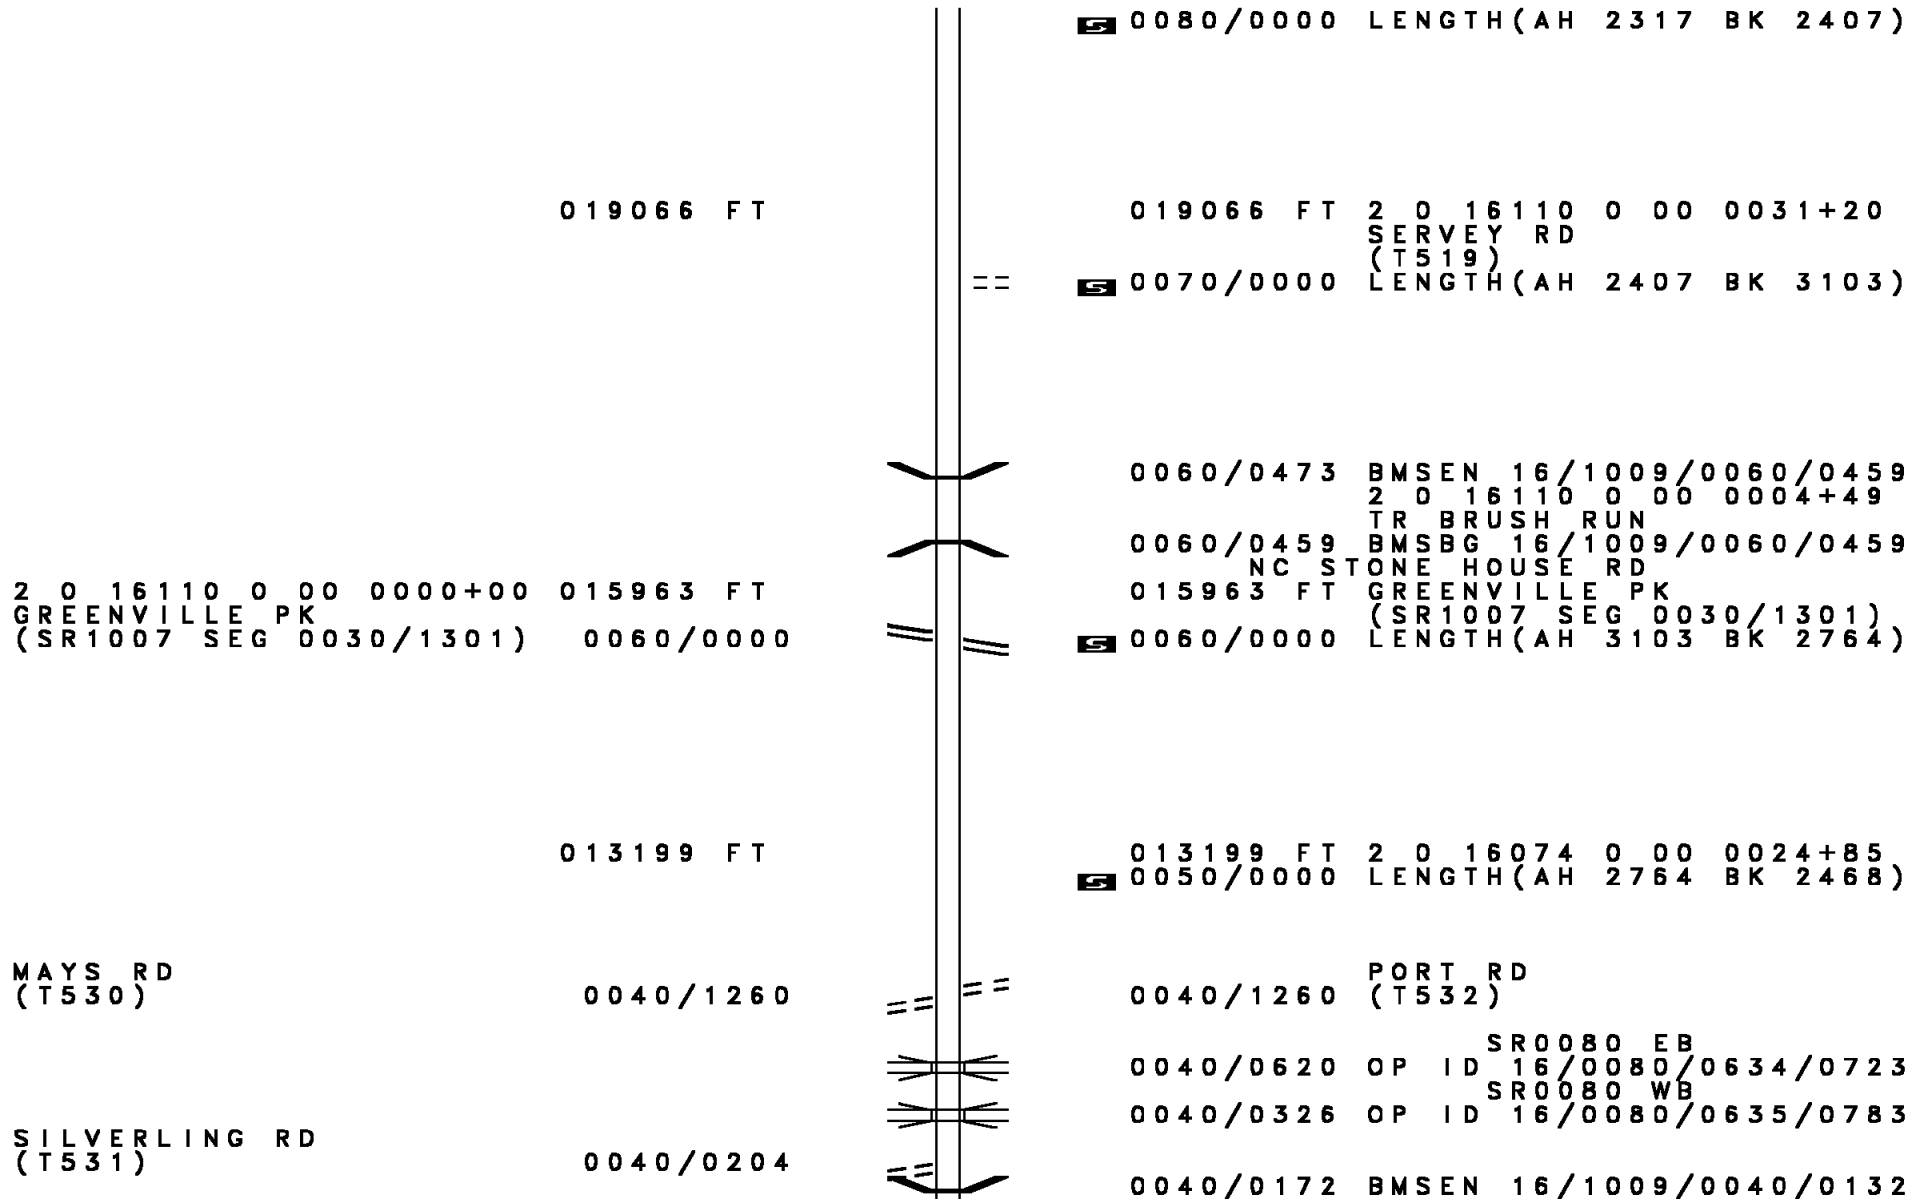 S 0080/0000 LENGTH(AH 2317 BK 2407)
019066 FT 019066 FT 2 0 16110 0 00 0031+20
SERVEY RD
(T519)
S 0070/0000 LENGTH(AH 2407 BK 3103)
0060/0473 BMSEN 16/1009/0060/0459
2 0 16110 0 00 0004+49
TR BRUSH RUN
0060/0459 BMSBG 16/1009/0060/0459
NC STONE HOUSE RD
2 0 16110 0 00 0000+00 015963 FT 015963 FT GREENVILLE PK
GREENVILLE PK (SR1007 SEG 0030/1301)
(SR1007 SEG 0030/1301) 0060/0000 S 0060/0000 LENGTH(AH 3103 BK 2764)
013199 FT 013199 FT 2 0 16074 0 00 0024+85
S 0050/0000 LENGTH(AH 2764 BK 2468)
MAYS RD PORT RD
(T530) 0040/1260 0040/1260 (T532)
SR0080 EB
0040/0620 OP ID 16/0080/0634/0723
SR0080 WB
0040/0326 OP ID 16/0080/0635/0783
SILVERLING RD
(T531) 0040/0204
0040/0172 BMSEN 16/1009/0040/0132